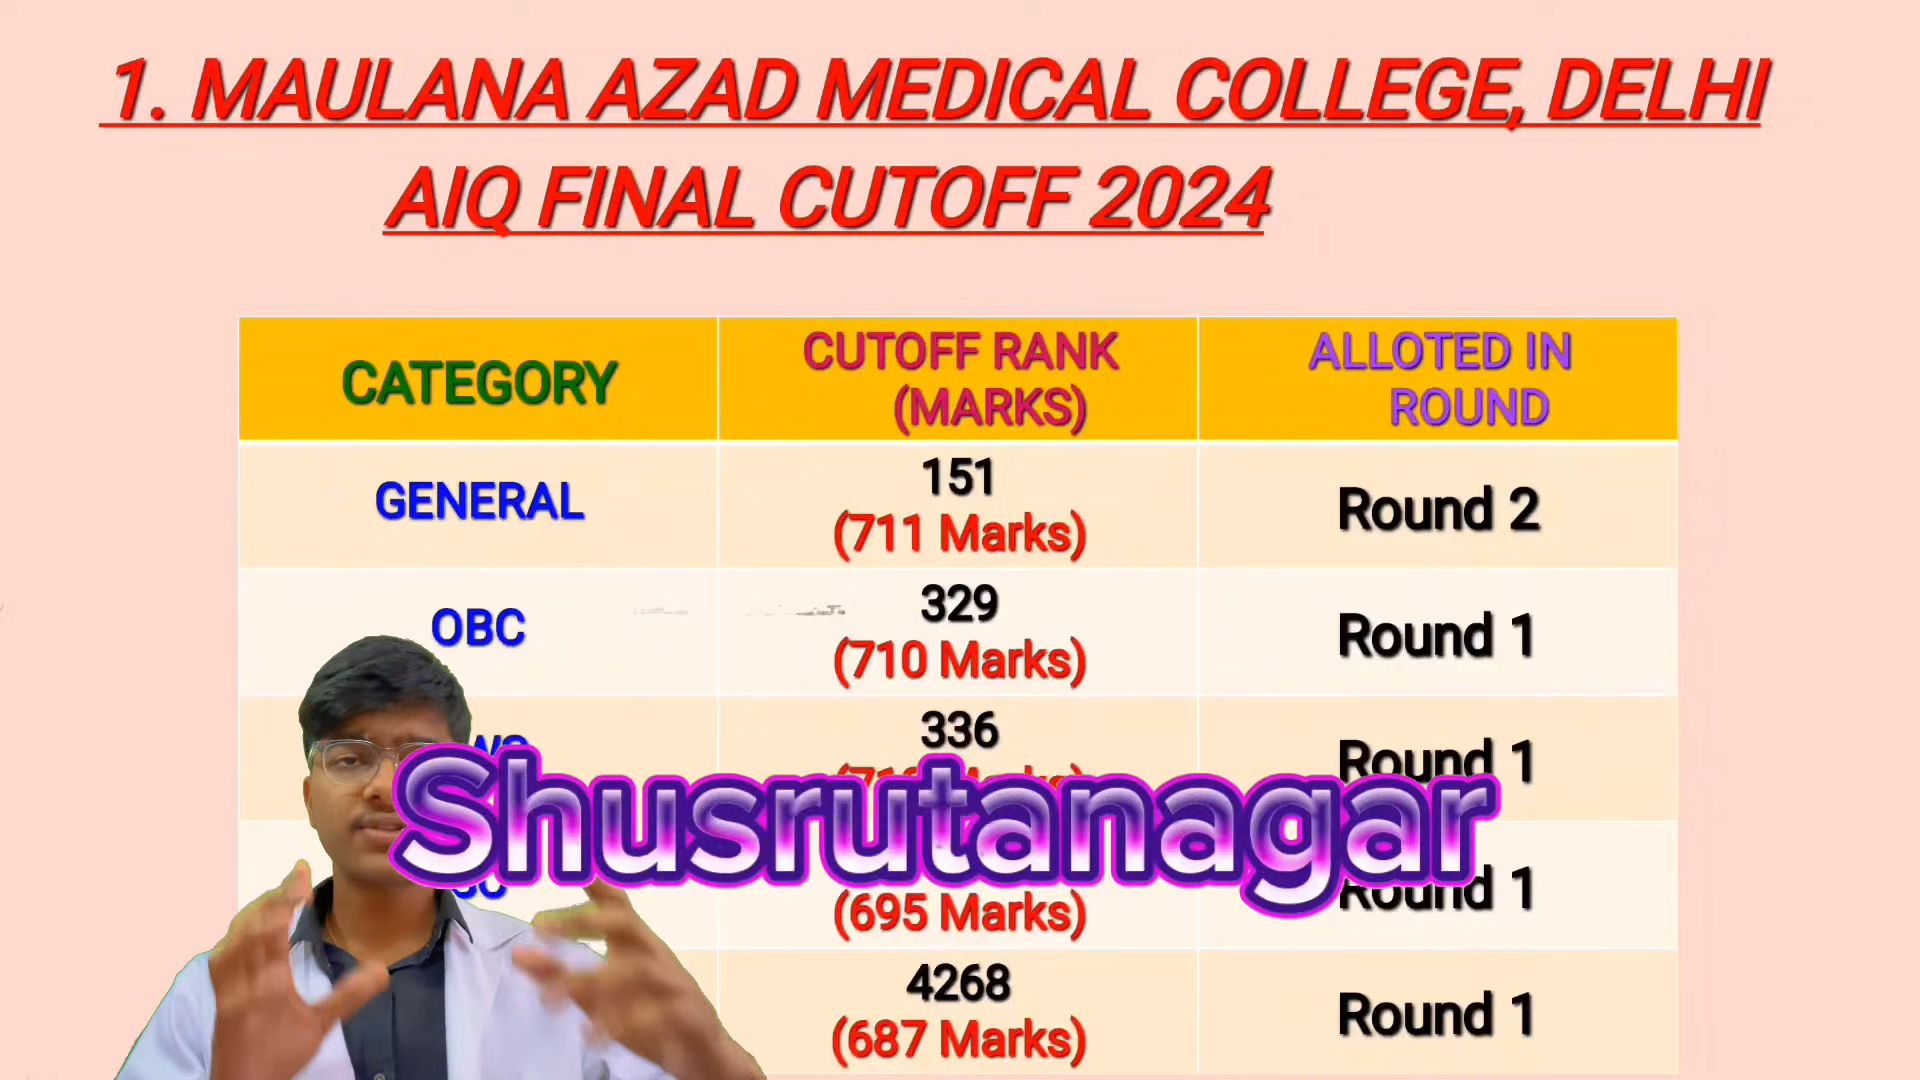 1. MAULANA AZAD MEDICAL COLLEGE, DELHI
AIQ FINAL CUTOFF 2024
CATEGORY
CUTOFF RANK
(MARKS)
ALLOTED IN
ROUND
GENERAL
151
(711 Marks)
Round 2
OBC
329
(710 Marks)
Round 1
336
Round 1
Shusrutanagar
(695 Marks)
Round 1
4268
(687 Marks)
Round 1